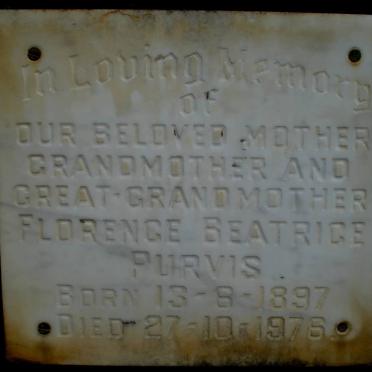 In Loving Memory
of
OUR BELOVED MOTHER
GRANDMOTHER AND
GREAT-GRANDMOTHER
FLORENCE BEATRICE
PURVIS
BORN 13-8-1897
DIED 27-10-1976.